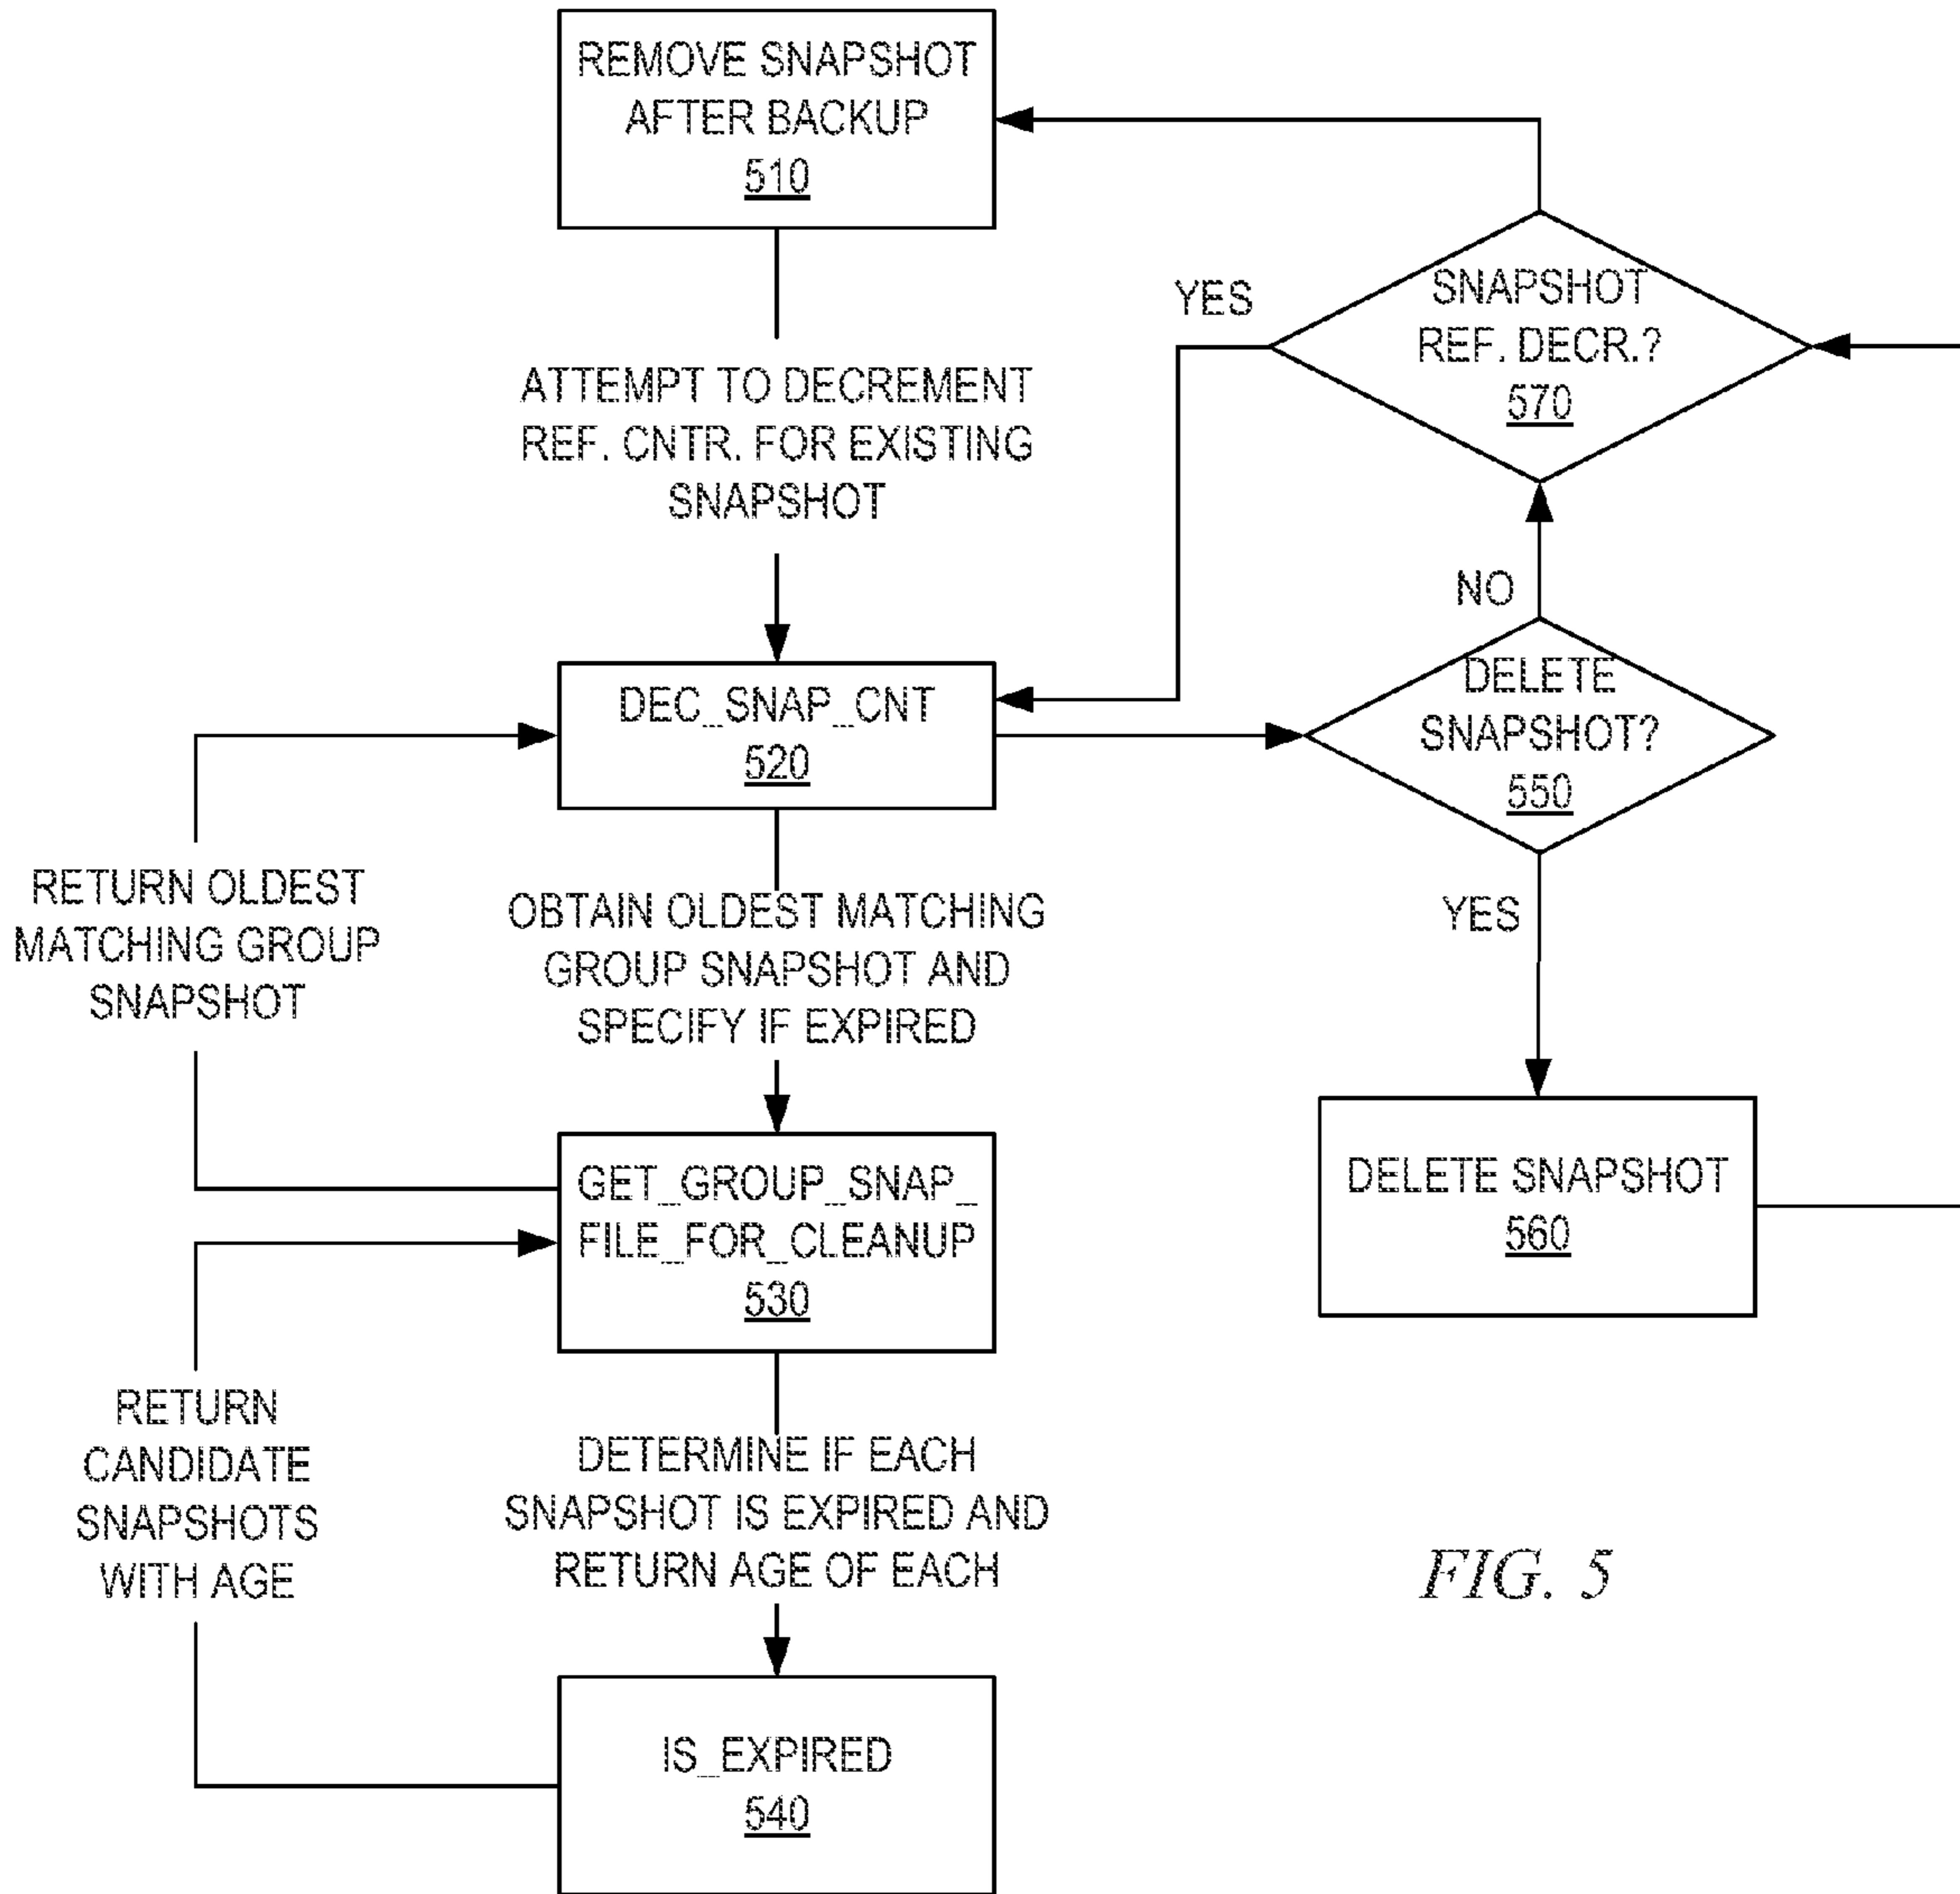 REMOVE SNAPSHOT
AFTER BACKUP
510
ATTEMPT TO DECREMENT
REF. CNTR. FOR EXISTING
SNAPSHOT
YES
SNAPSHOT
REF. DECR.?
570
NO
DEC_SNAP_CNT
520
DELETE
SNAPSHOT?
550
YES
RETURN OLDEST
MATCHING GROUP
SNAPSHOT
OBTAIN OLDEST MATCHING
GROUP SNAPSHOT AND
SPECIFY IF EXPIRED
GET_GROUP_SNAP_
FILE_FOR_CLEANUP
530
DELETE SNAPSHOT
560
RETURN
CANDIDATE
SNAPSHOTS
WITH AGE
DETERMINE IF EACH
SNAPSHOT IS EXPIRED AND
RETURN AGE OF EACH
IS_EXPIRED
540
FIG. 5